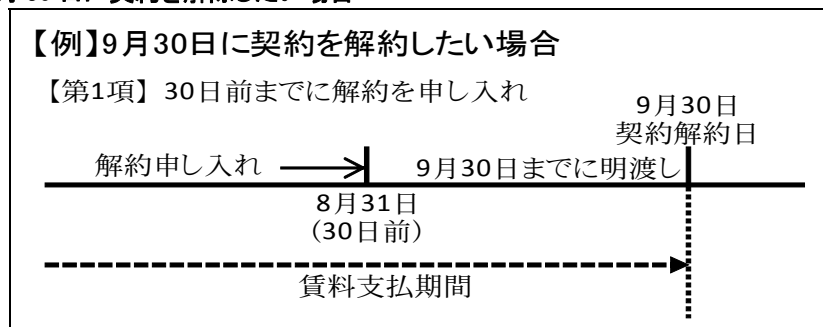 【例】9月30日に契約を解約したい場合
【第1項】30日前までに解約を申し入れ
9月30日
契約解約日
解約申し入れ
9月30日までに明渡し
8月31日
(30日前)
賃料支払期間